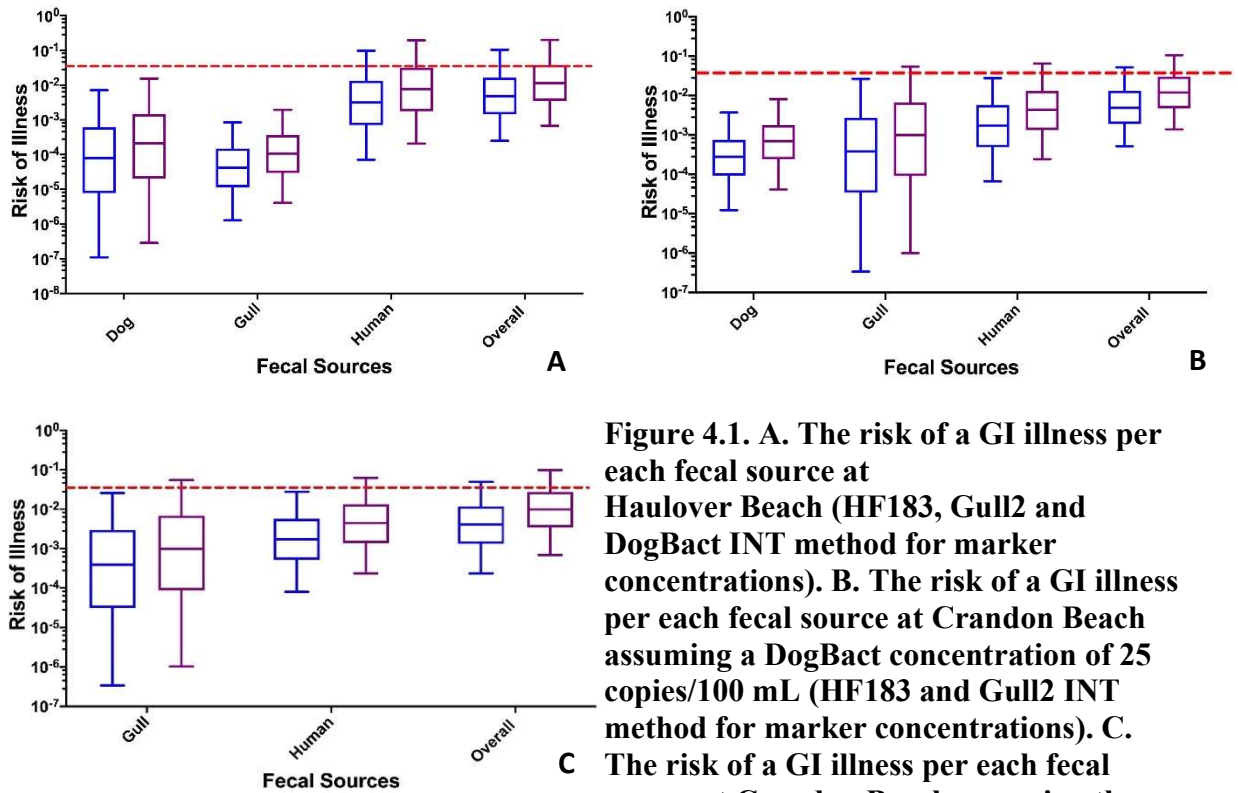 10⁰
10⁻¹
10⁻²
10⁻³
10⁻⁴
10⁻⁵
10⁻⁶
10⁻⁷
10⁻⁸
Risk of Illness
Dog
Gull
Human
Overall
Fecal Sources
A
10⁰
10⁻¹
10⁻²
10⁻³
10⁻⁴
10⁻⁵
10⁻⁶
10⁻⁷
Risk of Illness
Dog
Gull
Human
Overall
Fecal Sources
B
10⁰
10⁻¹
10⁻²
10⁻³
10⁻⁴
10⁻⁵
10⁻⁶
10⁻⁷
Risk of Illness
Gull
Human
Overall
Fecal Sources
C
Figure 4.1. A. The risk of a GI illness per
each fecal source at
Haulover Beach (HF183, Gull2 and
DogBact INT method for marker
concentrations). B. The risk of a GI illness
per each fecal source at Crandon Beach
assuming a DogBact concentration of 25
copies/100 mL (HF183 and Gull2 INT
method for marker concentrations). C.
The risk of a GI illness per each fecal
source at Crandon Beach assuming the